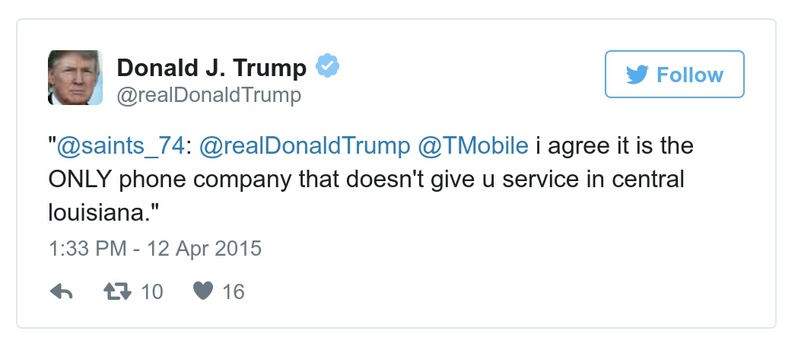 Donald J. Trump
@realDonaldTrump
Follow
"@saints_74: @realDonaldTrump @TMobile i agree it is the
ONLY phone company that doesn't give u service in central
louisiana."
1:33 PM - 12 Apr 2015
10 16